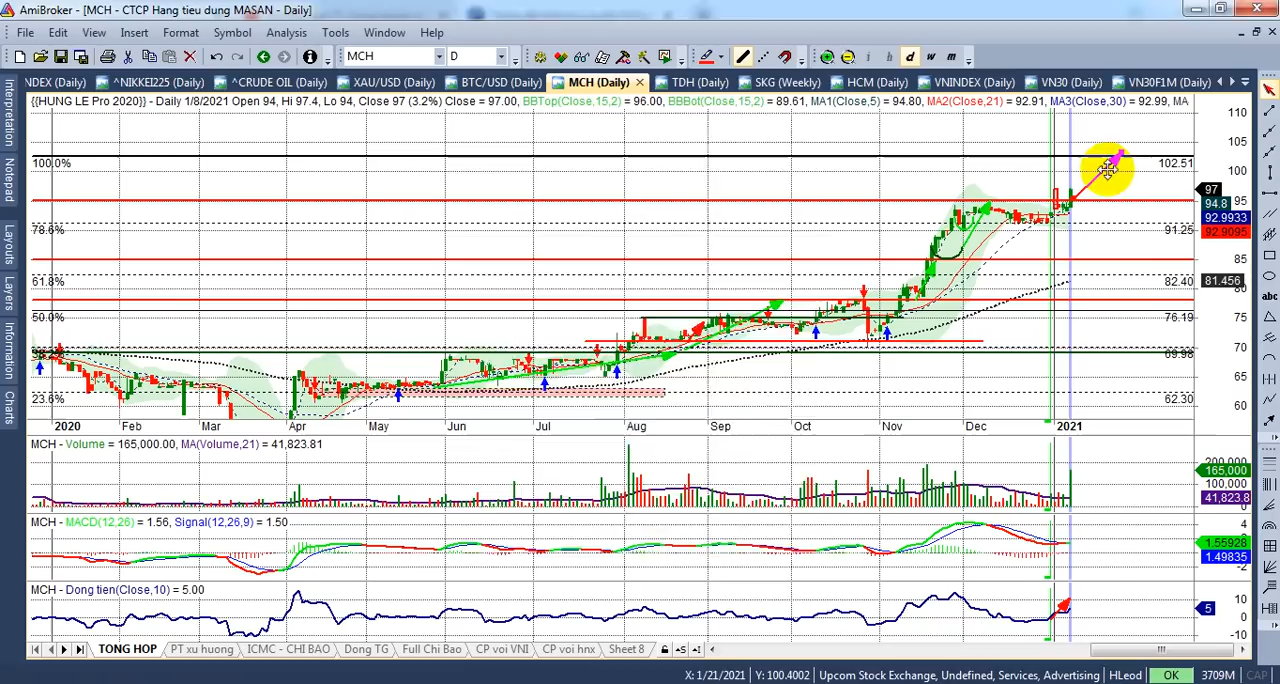 AmiBroker - [MCH - CTCP Hang tieu dung MASAN - Daily]
File Edit View Insert Format Symbol Analysis Tools Window Help
MCH D
i h d w m
NDEX (Daily) ^NIKKEI225 (Daily) ^CRUDE OIL (Daily) XAU/USD (Daily) BTC/USD (Daily) MCH (Daily) TDH (Daily) SKG (Weekly) HCM (Daily) VNINDEX (Daily) VN30 (Daily) VN30F1M (Daily)
Interpretation
Notepad
Layouts
Layers
Information
Charts
{{HUNG LE Pro 2020}} - Daily 1/8/2021 Open 94, Hi 97.4, Lo 94, Close 97 (3.2%) Close = 97.00, BBTop(Close,15,2) = 96.00, BBBot(Close,15,2) = 89.61, MA1(Close,5) = 94.80, MA2(Close,21) = 92.91, MA3(Close,30) = 92.99, MA
110
105
100.0% 102.51
100
97
95
94.8
92.9933
92.9095
78.6% 91.25
85
61.8% 82.40 81.456
80
50.0% 76.19
75
70
69.98
65
23.6% 62.30
60
2020 Feb Mar Apr May Jun Jul Aug Sep Oct Nov Dec 2021
MCH - Volume = 165,000.00, MA(Volume,21) = 41,823.81
200,000
165,000
100,000
41,823.8
0
MCH - MACD(12,26) = 1.56, Signal(12,26,9) = 1.50
4
1.55928
1.49835
-2
MCH - Dong tien(Close,10) = 5.00
10
5
0
-10
TONG HOP PT xu huong ICMC - CHI BAO Dong TG Full Chi Bao CP voi VNI CP voi hnx Sheet 8
X: 1/21/2021 Y: 100.4002 Upcom Stock Exchange, Undefined, Services, Advertising HLeod OK 3709M CAP
abc